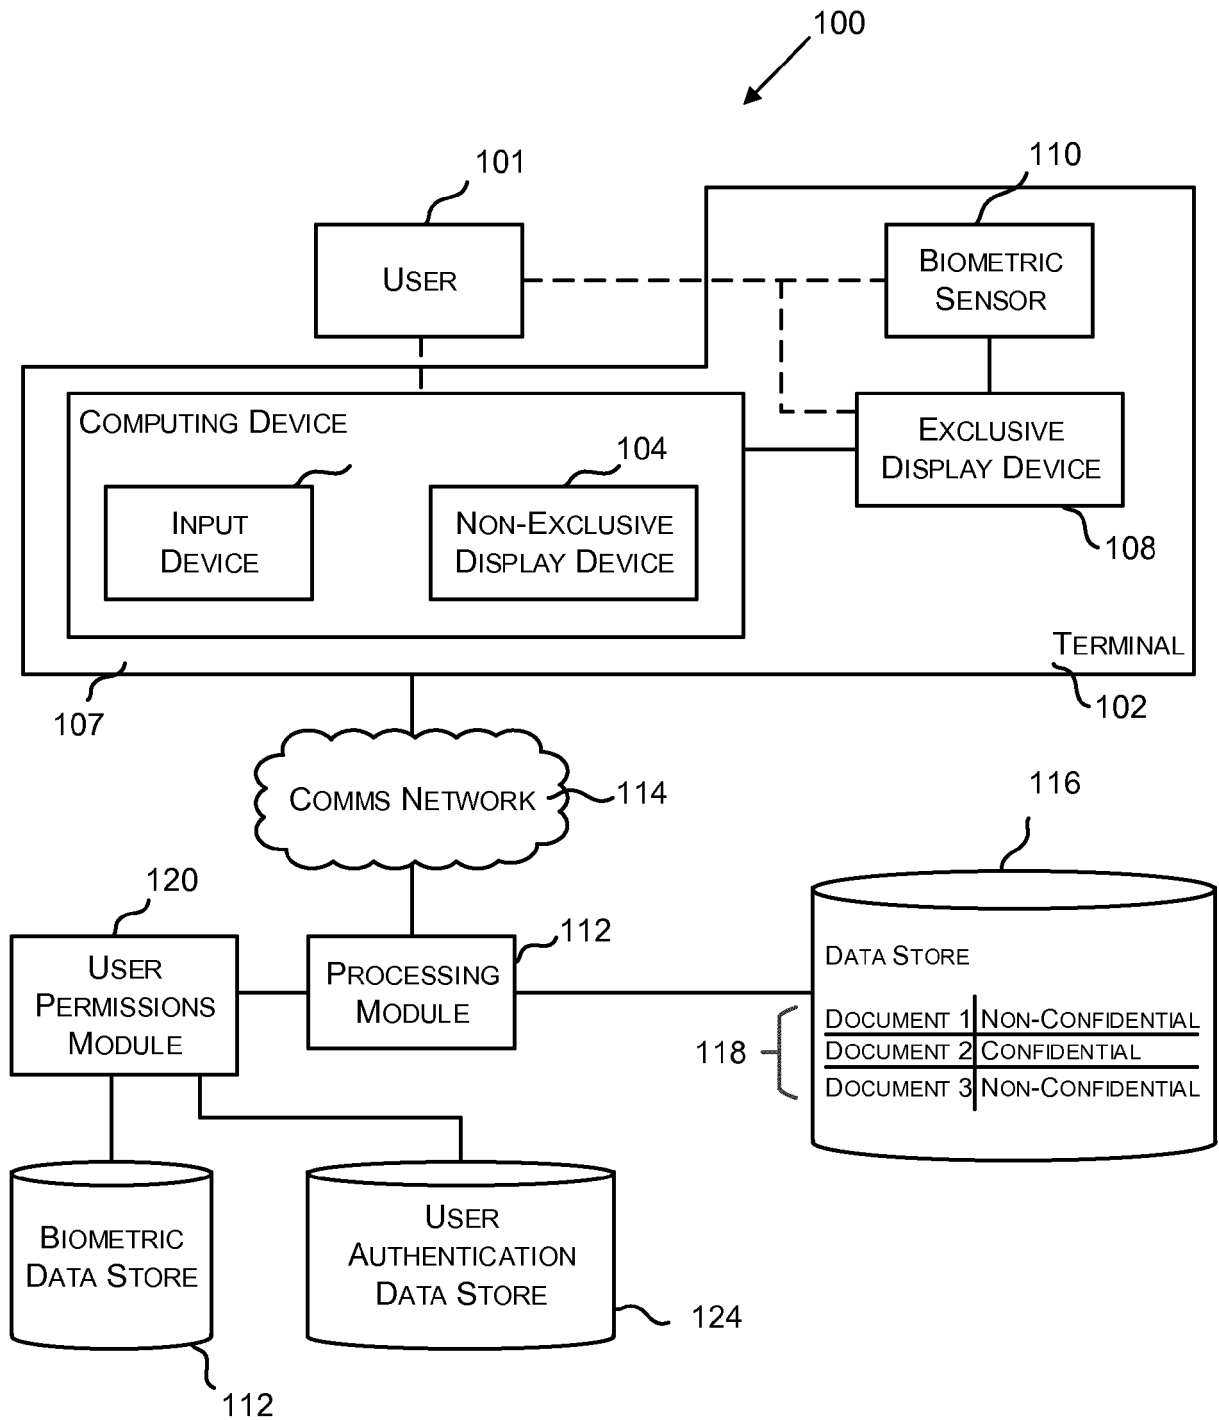 100
101
110
USER
BIOMETRIC
SENSOR
COMPUTING DEVICE
EXCLUSIVE
DISPLAY DEVICE
104
INPUT
DEVICE
NON-EXCLUSIVE
DISPLAY DEVICE
108
TERMINAL
107
102
COMMS NETWORK
114
116
120
112
USER
PERMISSIONS
MODULE
PROCESSING
MODULE
DATA STORE
118
DOCUMENT 1 NON-CONFIDENTIAL
DOCUMENT 2 CONFIDENTIAL
DOCUMENT 3 NON-CONFIDENTIAL
BIOMETRIC
DATA STORE
USER
AUTHENTICATION
DATA STORE
124
112